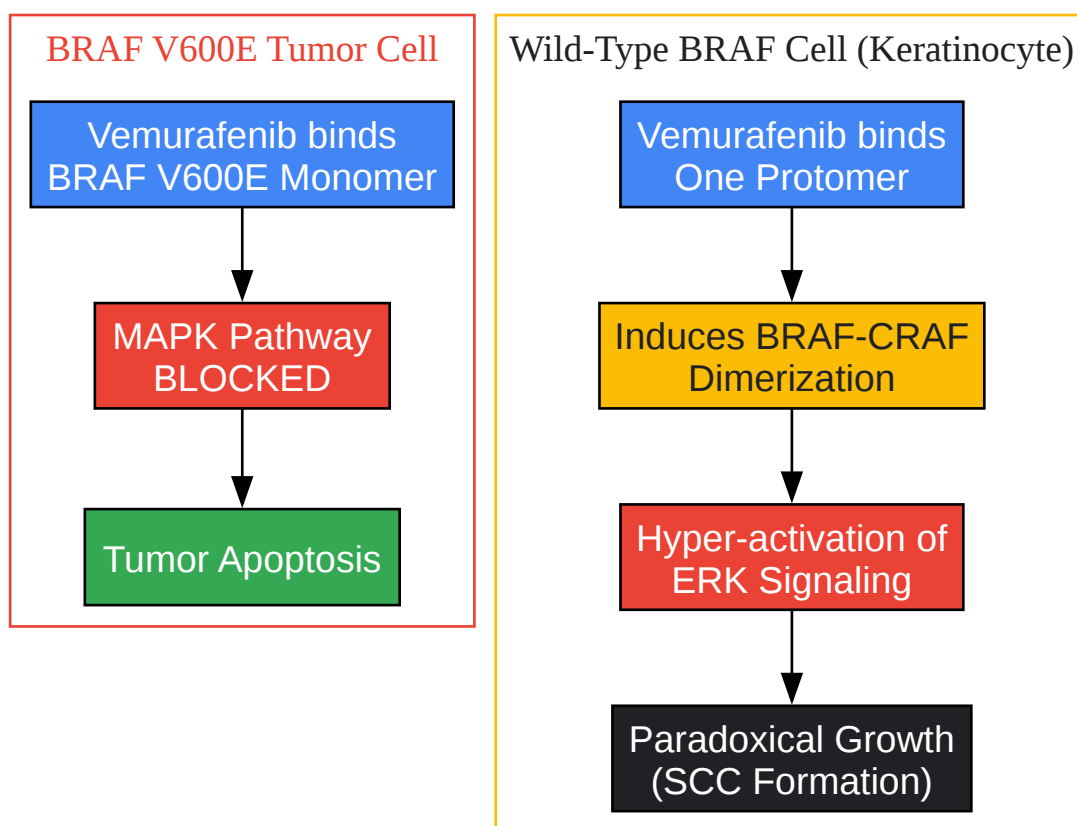 BRAF V600E Tumor Cell
Vemurafenib binds
BRAF V600E Monomer
MAPK Pathway
BLOCKED
Tumor Apoptosis
Wild-Type BRAF Cell (Keratinocyte)
Vemurafenib binds
One Protomer
Induces BRAF-CRAF
Dimerization
Hyper-activation of
ERK Signaling
Paradoxical Growth
(SCC Formation)